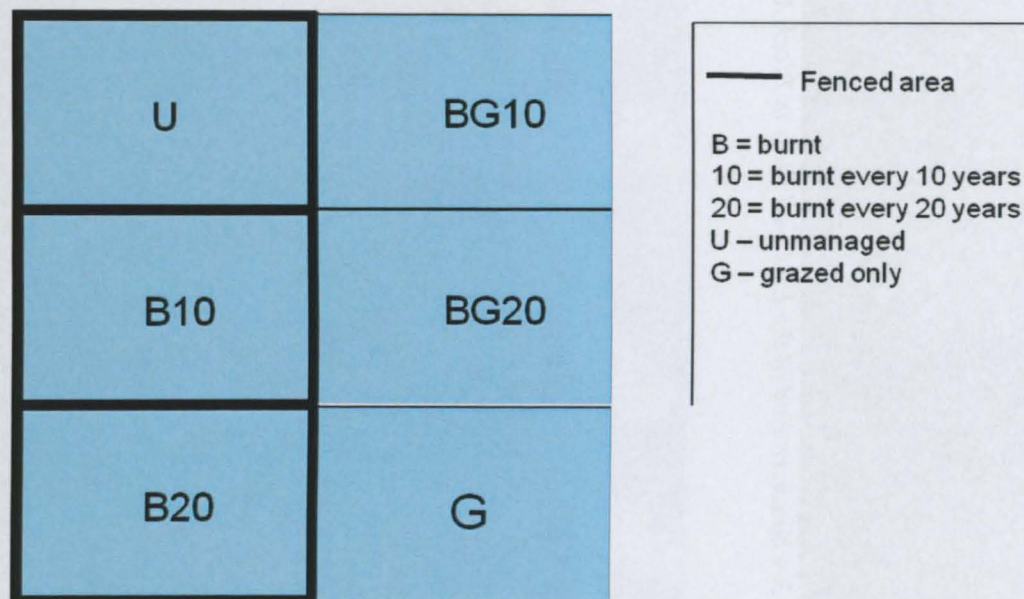 U
BG10
B10
BG20
B20
G
Fenced area
B = burnt
10 = burnt every 10 years
20 = burnt every 20 years
U – unmanaged
G – grazed only